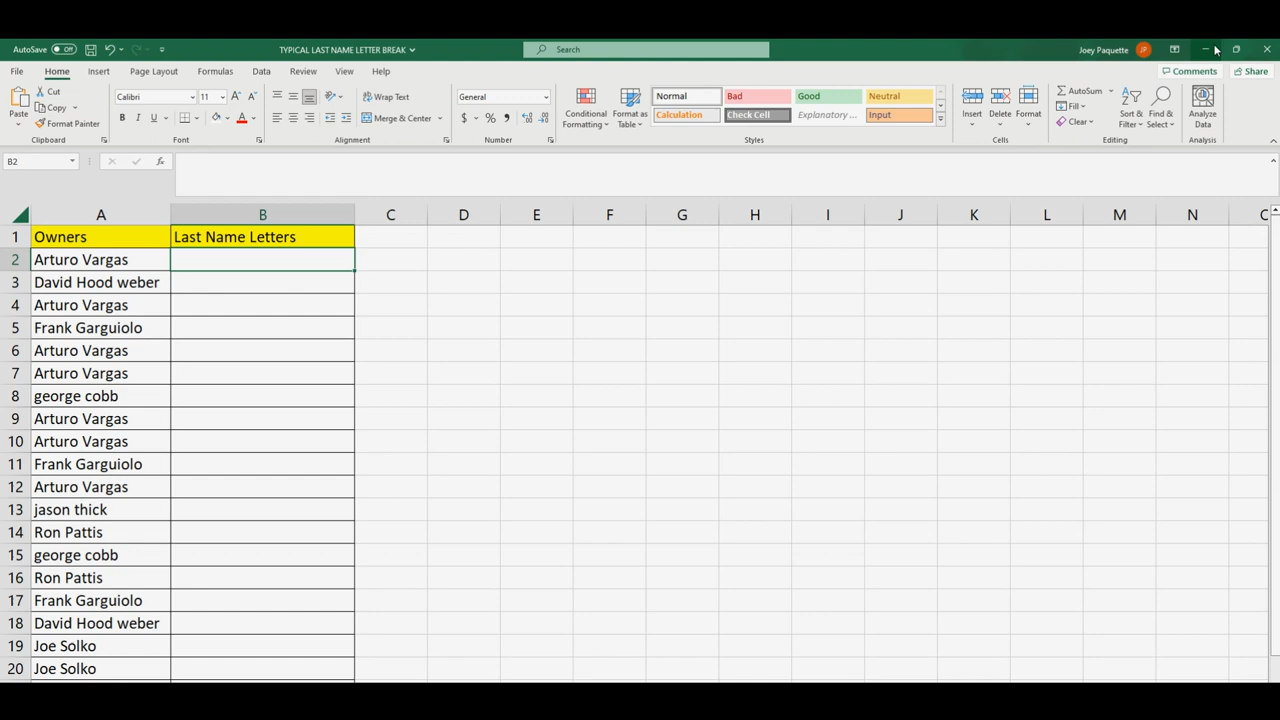 AutoSave Off TYPICAL LAST NAME LETTER BREAK Search Joey Paquette JP
File Home Insert Page Layout Formulas Data Review View Help Comments Share
Paste Cut Copy Format Painter Clipboard
Calibri 11 A A B I U A Font
Wrap Text Merge & Center Alignment
General $ % , Number
Conditional Formatting Format as Table
Normal Bad Good Neutral
Calculation Check Cell Explanatory ... Input
Styles
Insert Delete Format Cells
AutoSum Fill Clear Sort & Filter Find & Select Editing
Analyze Data Analysis
B2 fx
A B C D E F G H I J K L M N
1 Owners Last Name Letters
2 Arturo Vargas
3 David Hood weber
4 Arturo Vargas
5 Frank Garguiolo
6 Arturo Vargas
7 Arturo Vargas
8 george cobb
9 Arturo Vargas
10 Arturo Vargas
11 Frank Garguiolo
12 Arturo Vargas
13 jason thick
14 Ron Pattis
15 george cobb
16 Ron Pattis
17 Frank Garguiolo
18 David Hood weber
19 Joe Solko
20 Joe Solko